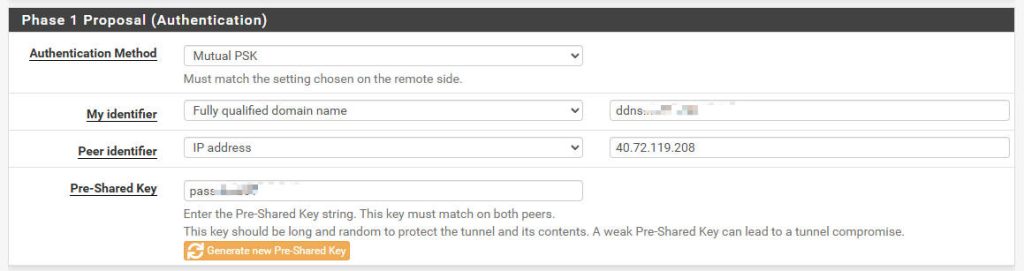 Phase 1 Proposal (Authentication)
Authentication Method
Mutual PSK
Must match the setting chosen on the remote side.
My identifier
Fully qualified domain name
ddns
Peer identifier
IP address
40.72.119.208
Pre-Shared Key
pass
Enter the Pre-Shared Key string. This key must match on both peers.
This key should be long and random to protect the tunnel and its contents. A weak Pre-Shared Key can lead to a tunnel compromise.
Generate new Pre-Shared Key